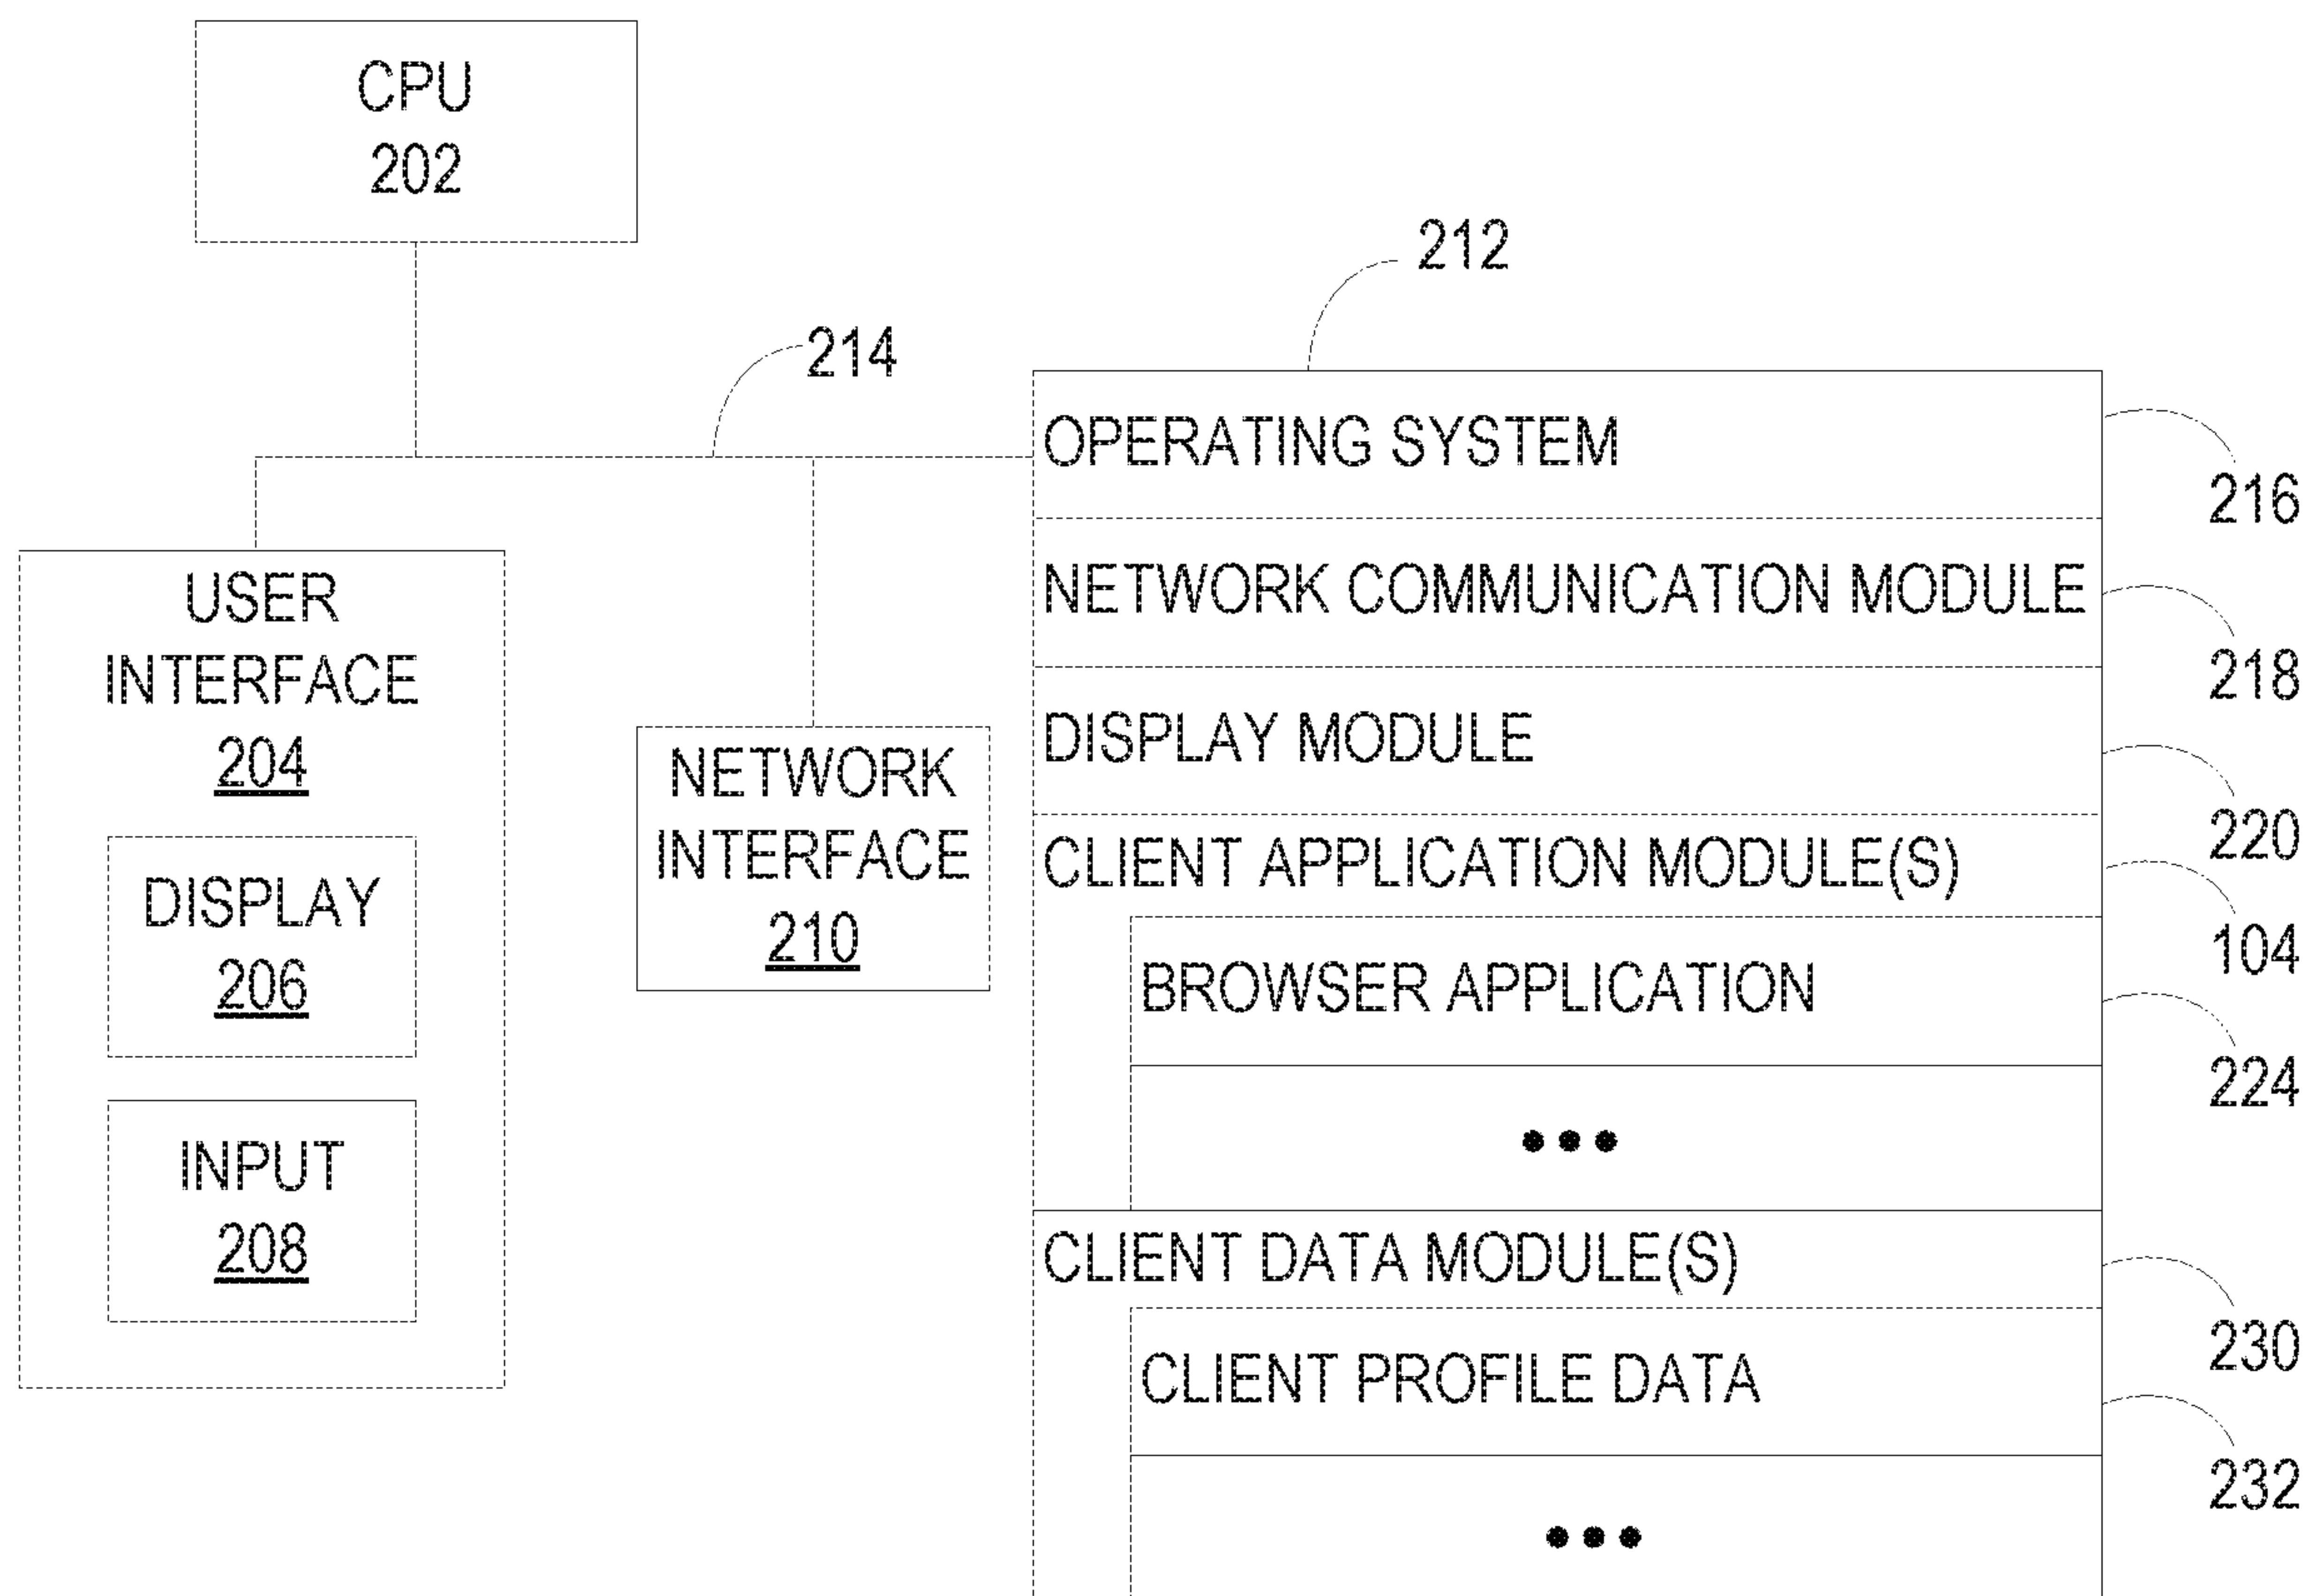 CPU
202
212
214
OPERATING SYSTEM
216
NETWORK COMMUNICATION MODULE
218
DISPLAY MODULE
220
CLIENT APPLICATION MODULE(S)
104
BROWSER APPLICATION
224
•••
CLIENT DATA MODULE(S)
230
CLIENT PROFILE DATA
232
•••
USER
INTERFACE
204
DISPLAY
206
INPUT
208
NETWORK
INTERFACE
210